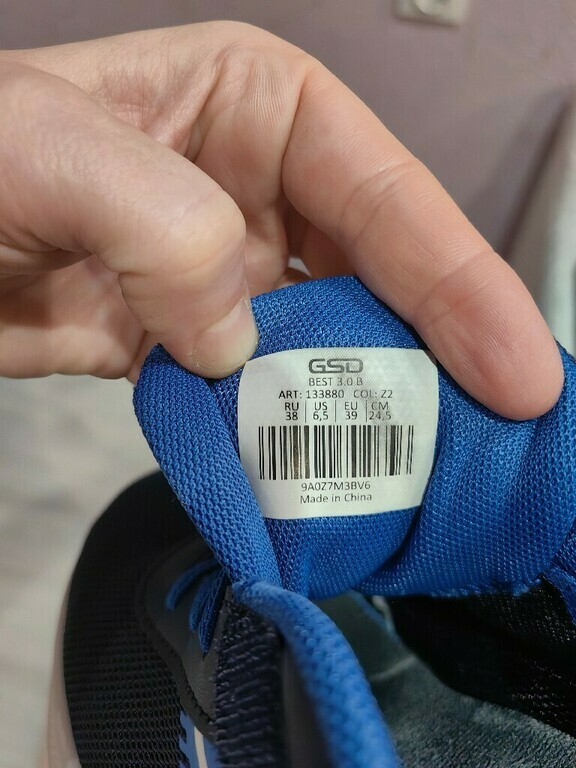 GSD
BEST 3.0 B
ART: 133880 COL: Z2
RU US EU CM
38 6,5 39 24,5
9A0Z7M3BV6
Made in China